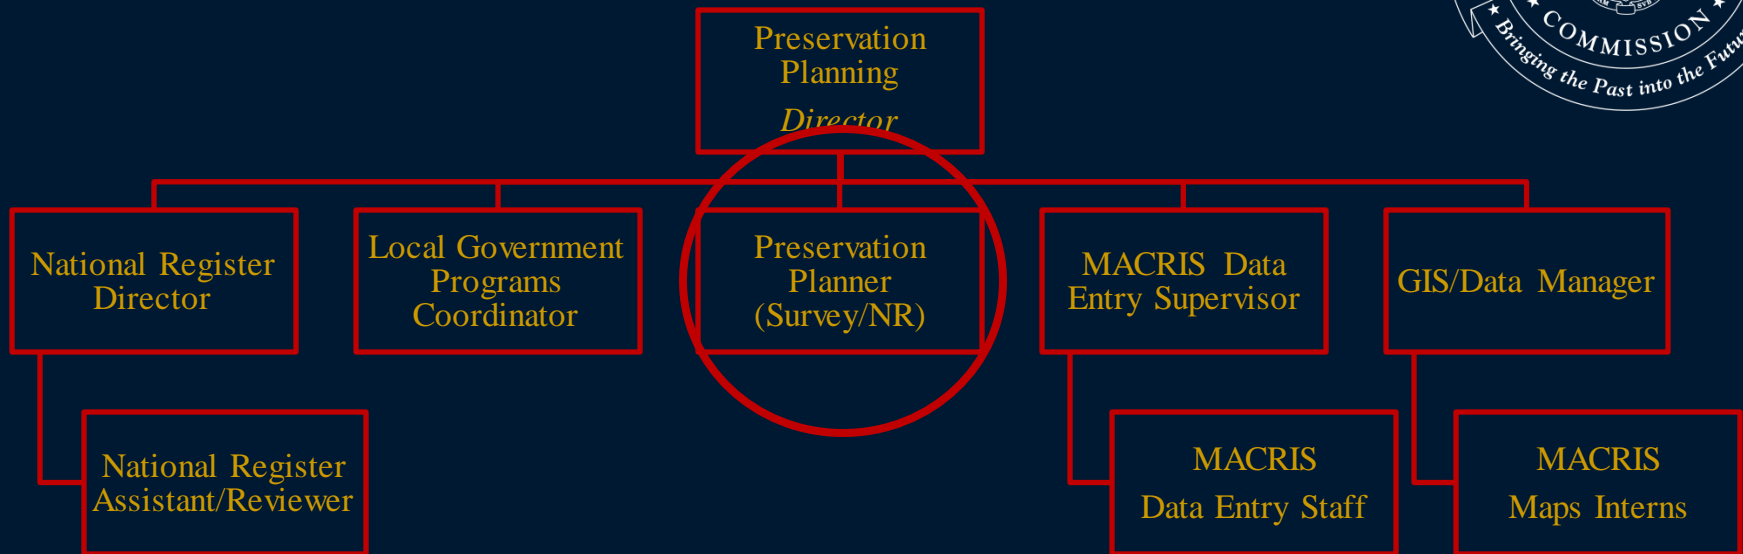 COMMISSION
Bringing the Past into the
Preservation
Planning
Director
National Register
Director
Local Government
Programs
Coordinator
Preservation
Planner
(Survey/NR)
MACRIS Data
Entry Supervisor
GIS/Data Manager
National Register
Assistant/Reviewer
MACRIS
Data Entry Staff
MACRIS
Maps Interns